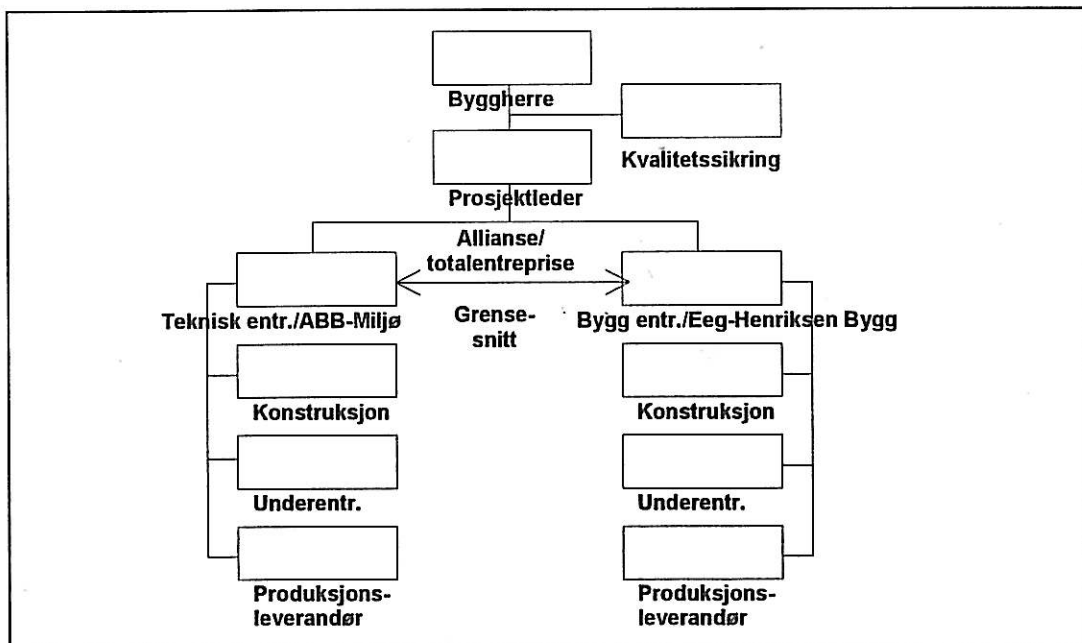 Byggherre
Kvalitetssikring
Prosjektleder
Allianse/
totalentreprise
Teknisk entr./ABB-Miljø
Grense-
snitt
Bygg entr./Eeg-Henriksen Bygg
Konstruksjon
Konstruksjon
Underentr.
Underentr.
Produksjons-
leverandør
Produksjons-
leverandør